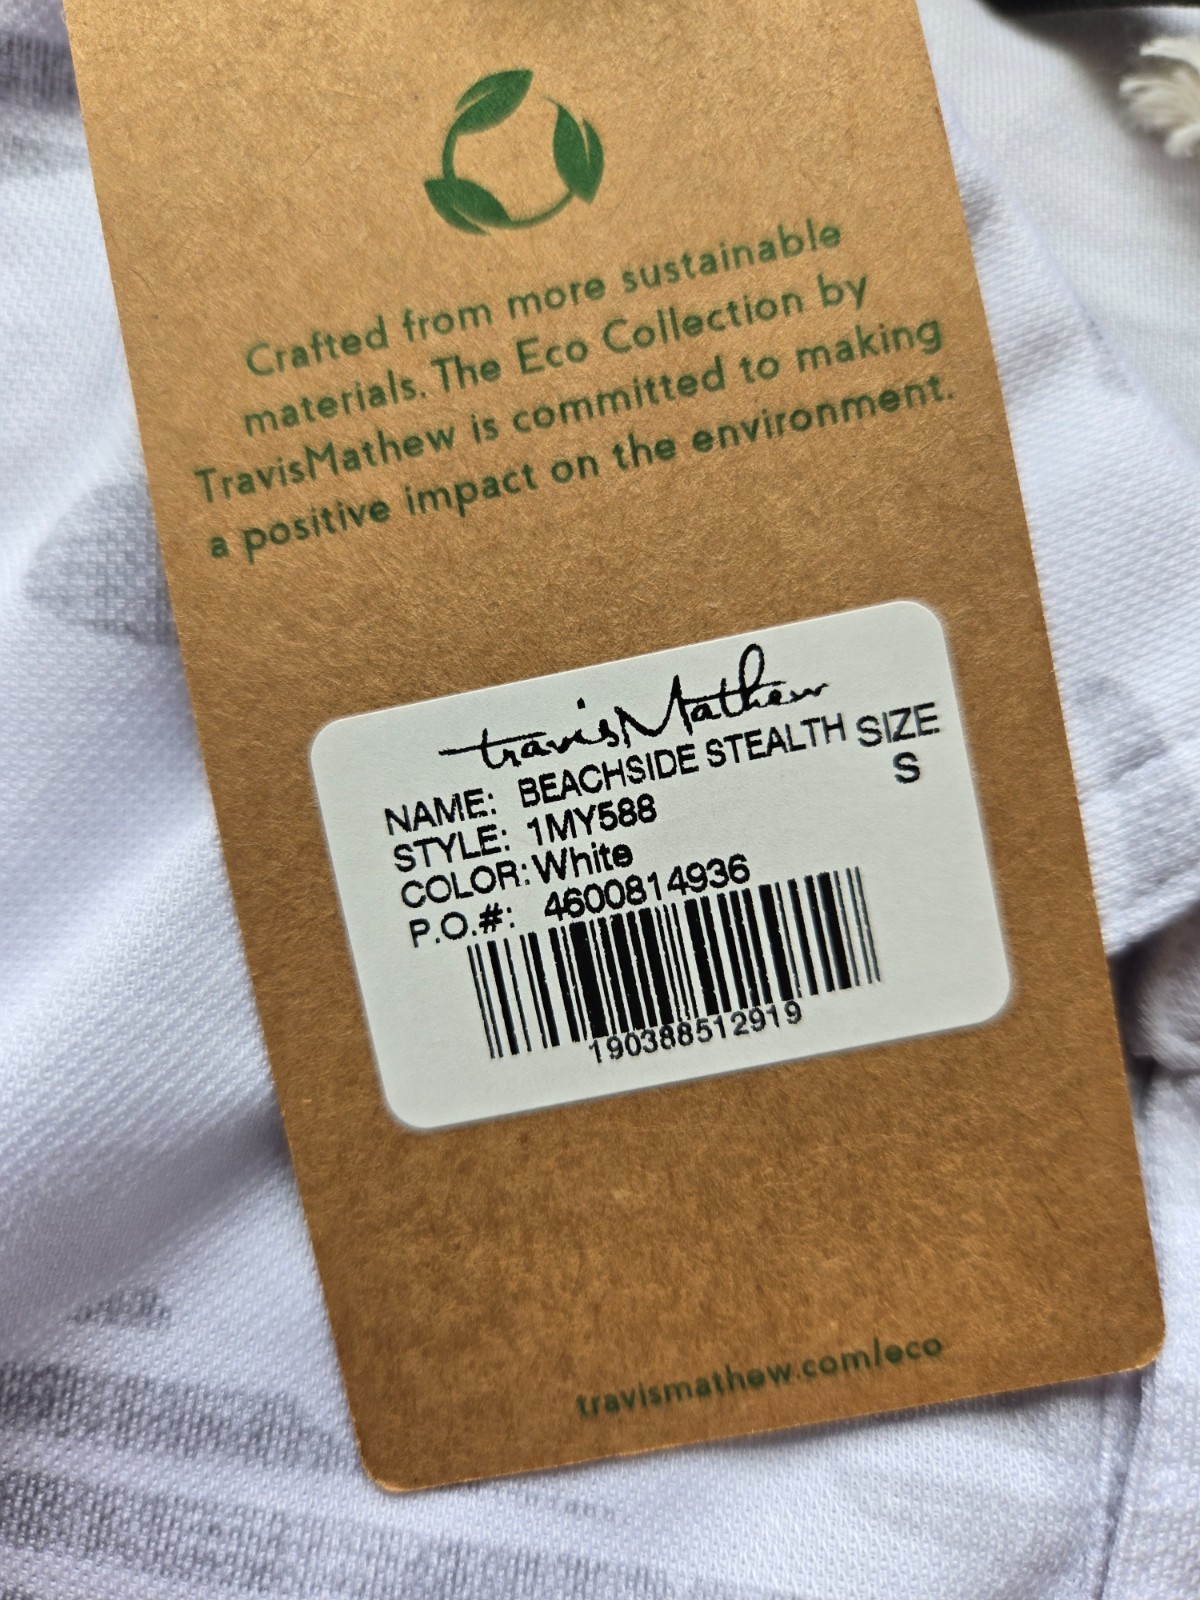 Crafted from more sustainable
materials. The Eco Collection by
TravisMathew is committed to making
a positive impact on the environment.
travisMathew
NAME: BEACHSIDE STEALTH SIZE
STYLE: 1MY588 S
COLOR: White
P.O.#: 4600814936
190388512919
travismathew.com/eco